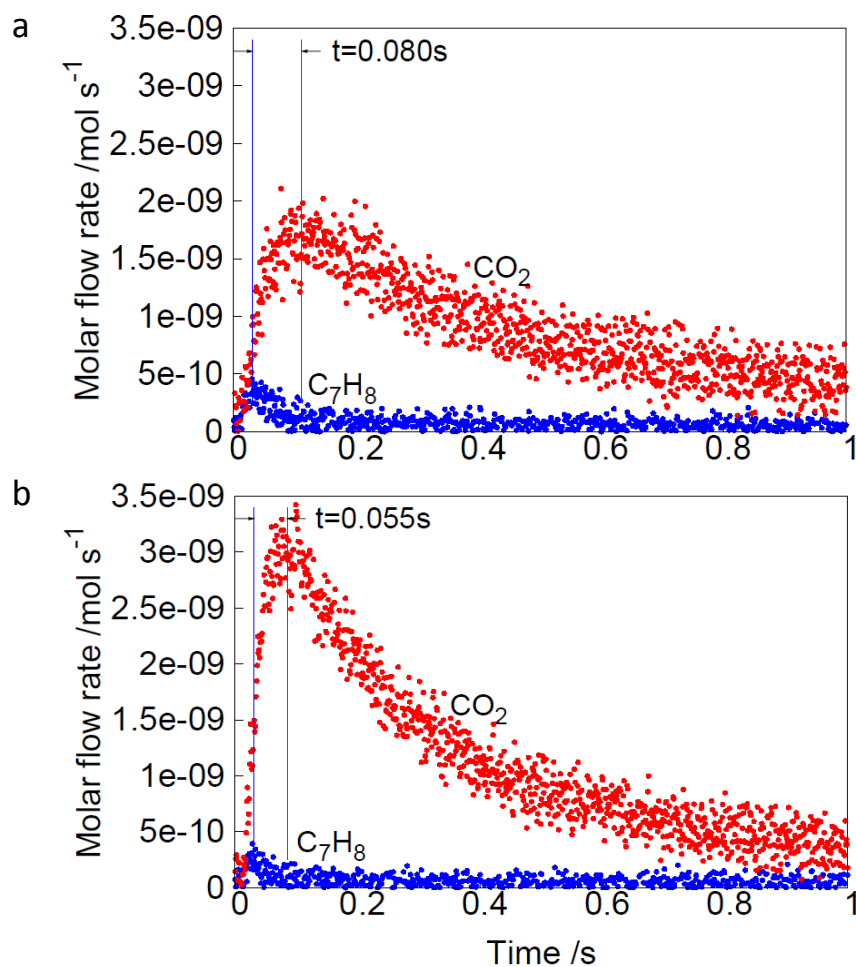 a
3.5e-09
t=0.080s
3e-09
2.5e-09
2e-09
1.5e-09
1e-09
5e-10
0
Molar flow rate /mol s⁻¹
CO₂
C₇H₈
0 0.2 0.4 0.6 0.8 1
b
3.5e-09
t=0.055s
3e-09
2.5e-09
2e-09
1.5e-09
1e-09
5e-10
0
Molar flow rate /mol s⁻¹
CO₂
C₇H₈
0 0.2 0.4 0.6 0.8 1
Time /s